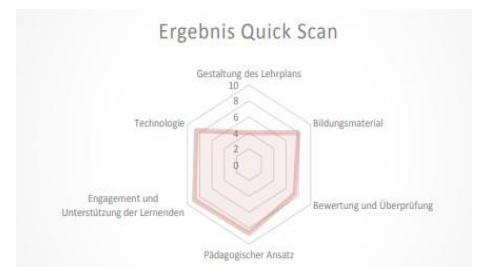 Ergebnis Quick Scan
Gestaltung des Lehrplans
10
8
6
4
2
0
Technologie
Bildungsmaterial
Engagement und
Unterstützung der Lernenden
Bewertung und Überprüfung
Pädagogischer Ansatz